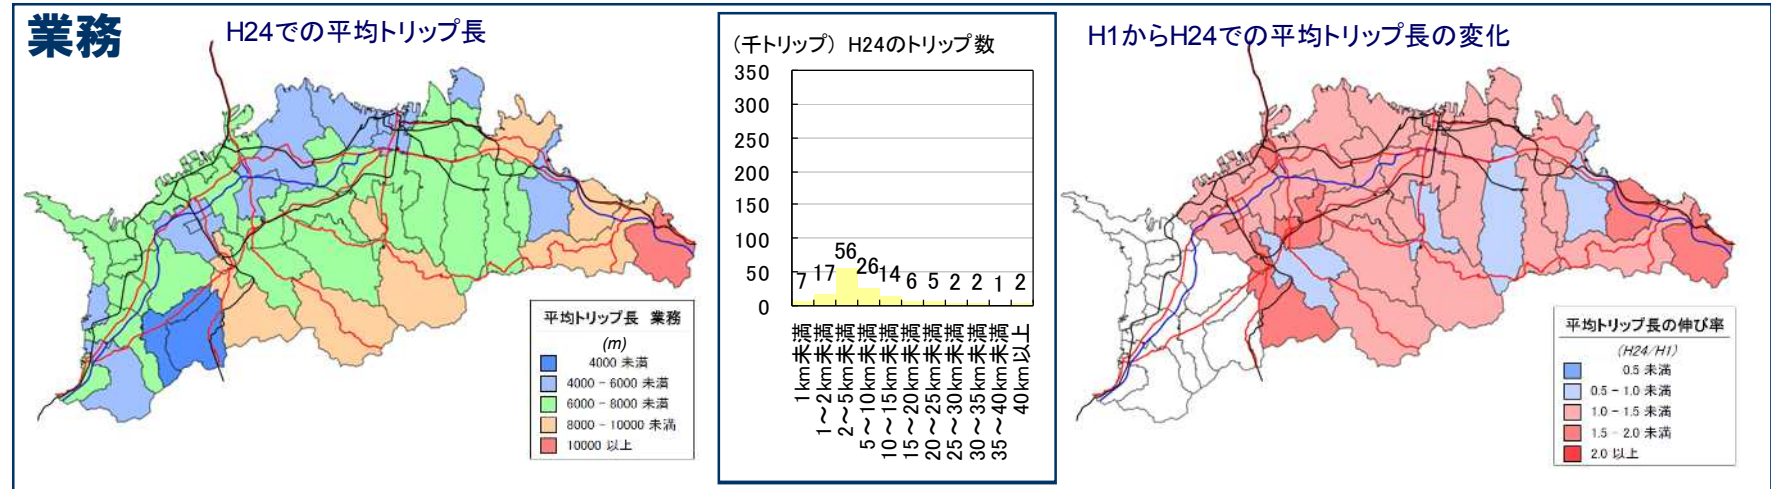 業務
H24での平均トリップ長
平均トリップ長 業務
(m)
4000 未満
4000 - 6000 未満
6000 - 8000 未満
8000 - 10000 未満
10000 以上
(千トリップ) H24のトリップ数
350
300
250
200
150
100
50
0
7 17 56 26 14 6 5 2 2 1 2
1km未満
1～2km未満
2～5km未満
5～10km未満
10～15km未満
15～20km未満
20～25km未満
25～30km未満
30～35km未満
35～40km未満
40km以上
H1からH24での平均トリップ長の変化
平均トリップ長の伸び率
(H24/H1)
0.5 未満
0.5 - 1.0 未満
1.0 - 1.5 未満
1.5 - 2.0 未満
2.0 以上